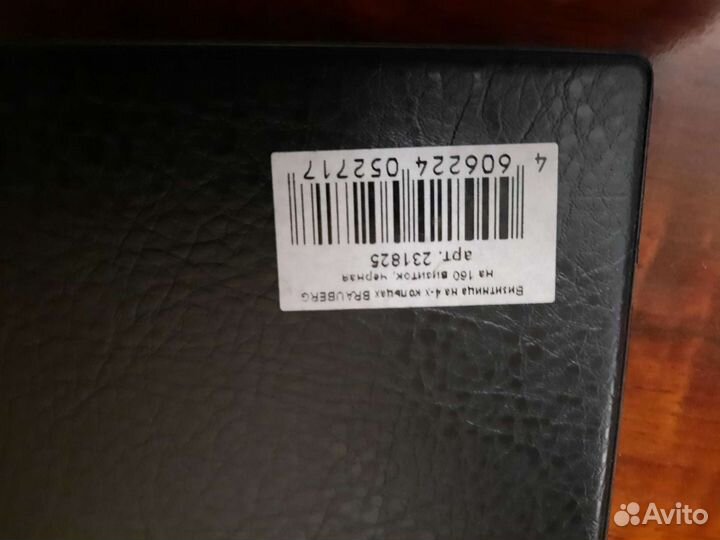 Визитница на 4-х кольцах BRAUBERG
на 160 визиток, черная
арт. 231825
4 606224 052717
Avito